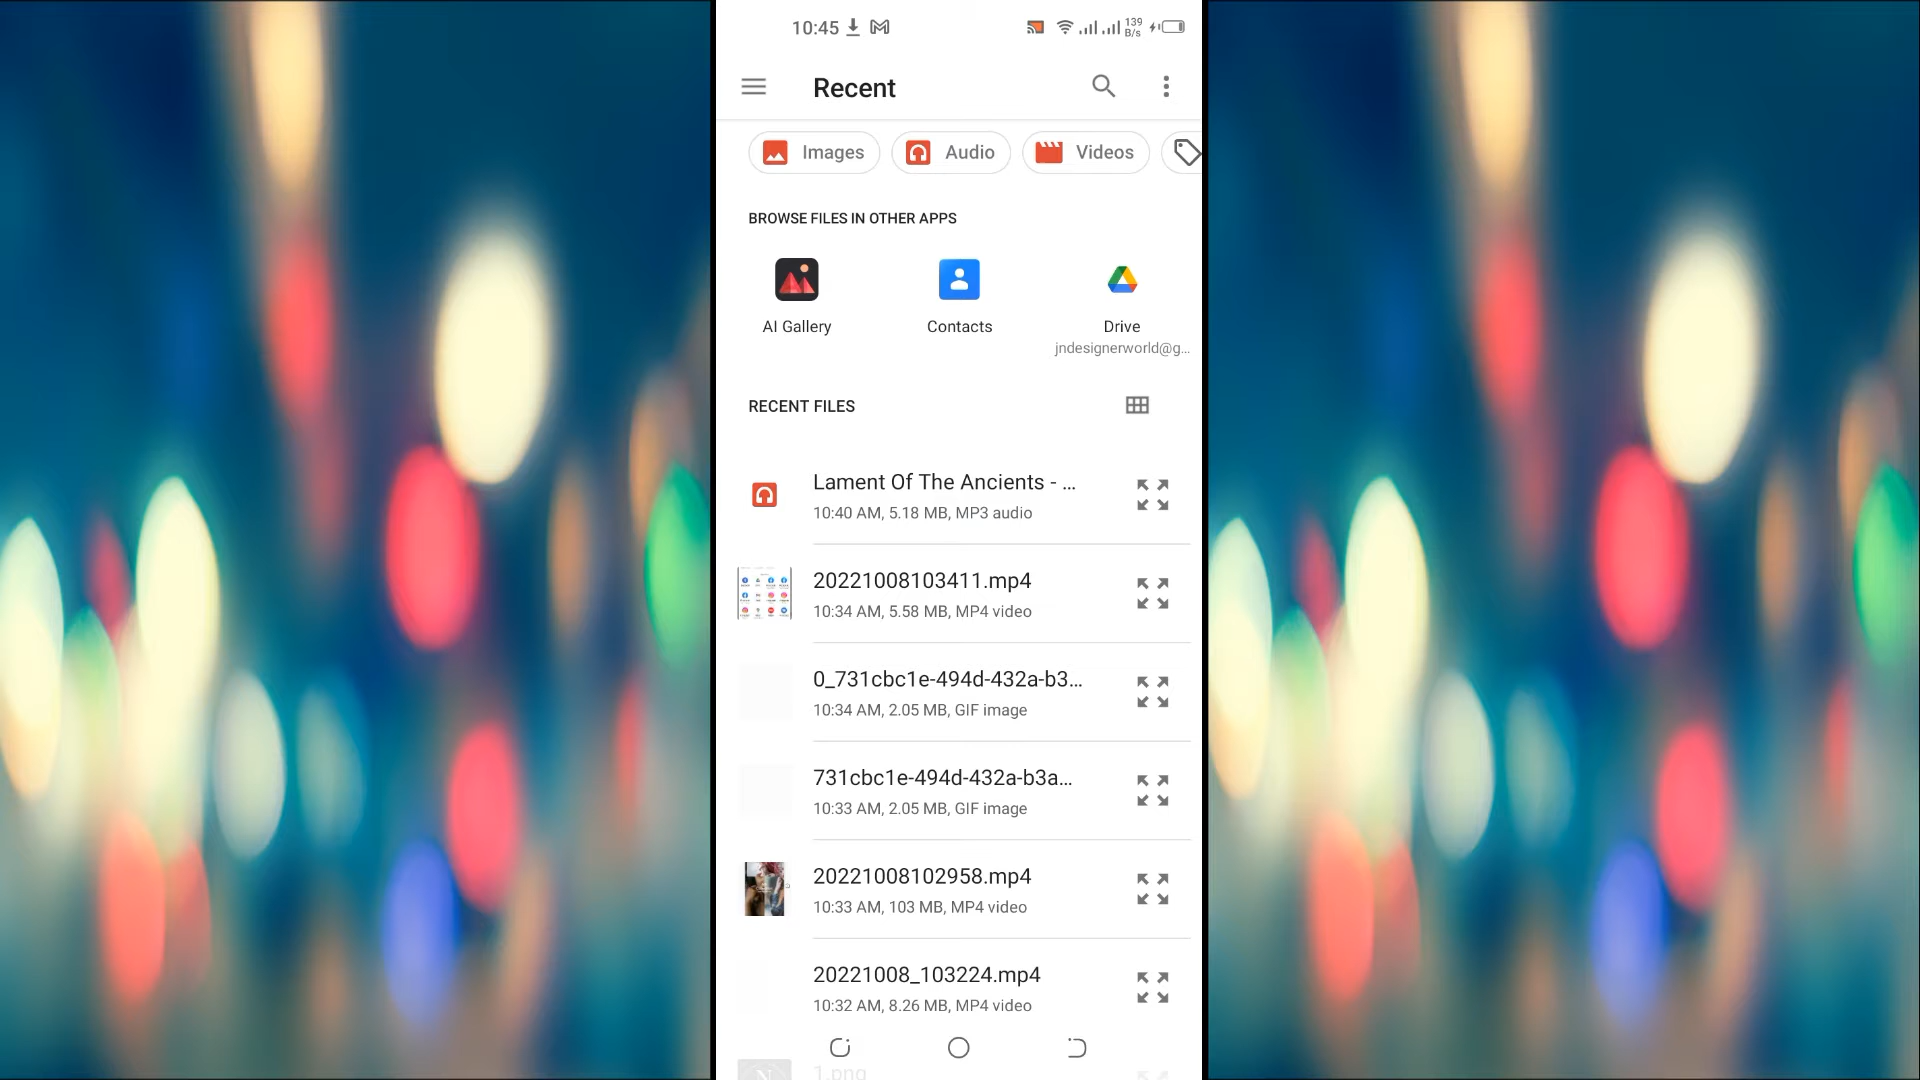 10:45
139
B/s
Recent
Images
Audio
Videos
BROWSE FILES IN OTHER APPS
AI Gallery
Contacts
Drive
jndesignerworld@g...
RECENT FILES
Lament Of The Ancients - ...
10:40 AM, 5.18 MB, MP3 audio
20221008103411.mp4
10:34 AM, 5.58 MB, MP4 video
0_731cbc1e-494d-432a-b3...
10:34 AM, 2.05 MB, GIF image
731cbc1e-494d-432a-b3a...
10:33 AM, 2.05 MB, GIF image
20221008102958.mp4
10:33 AM, 103 MB, MP4 video
20221008_103224.mp4
10:32 AM, 8.26 MB, MP4 video
1.png